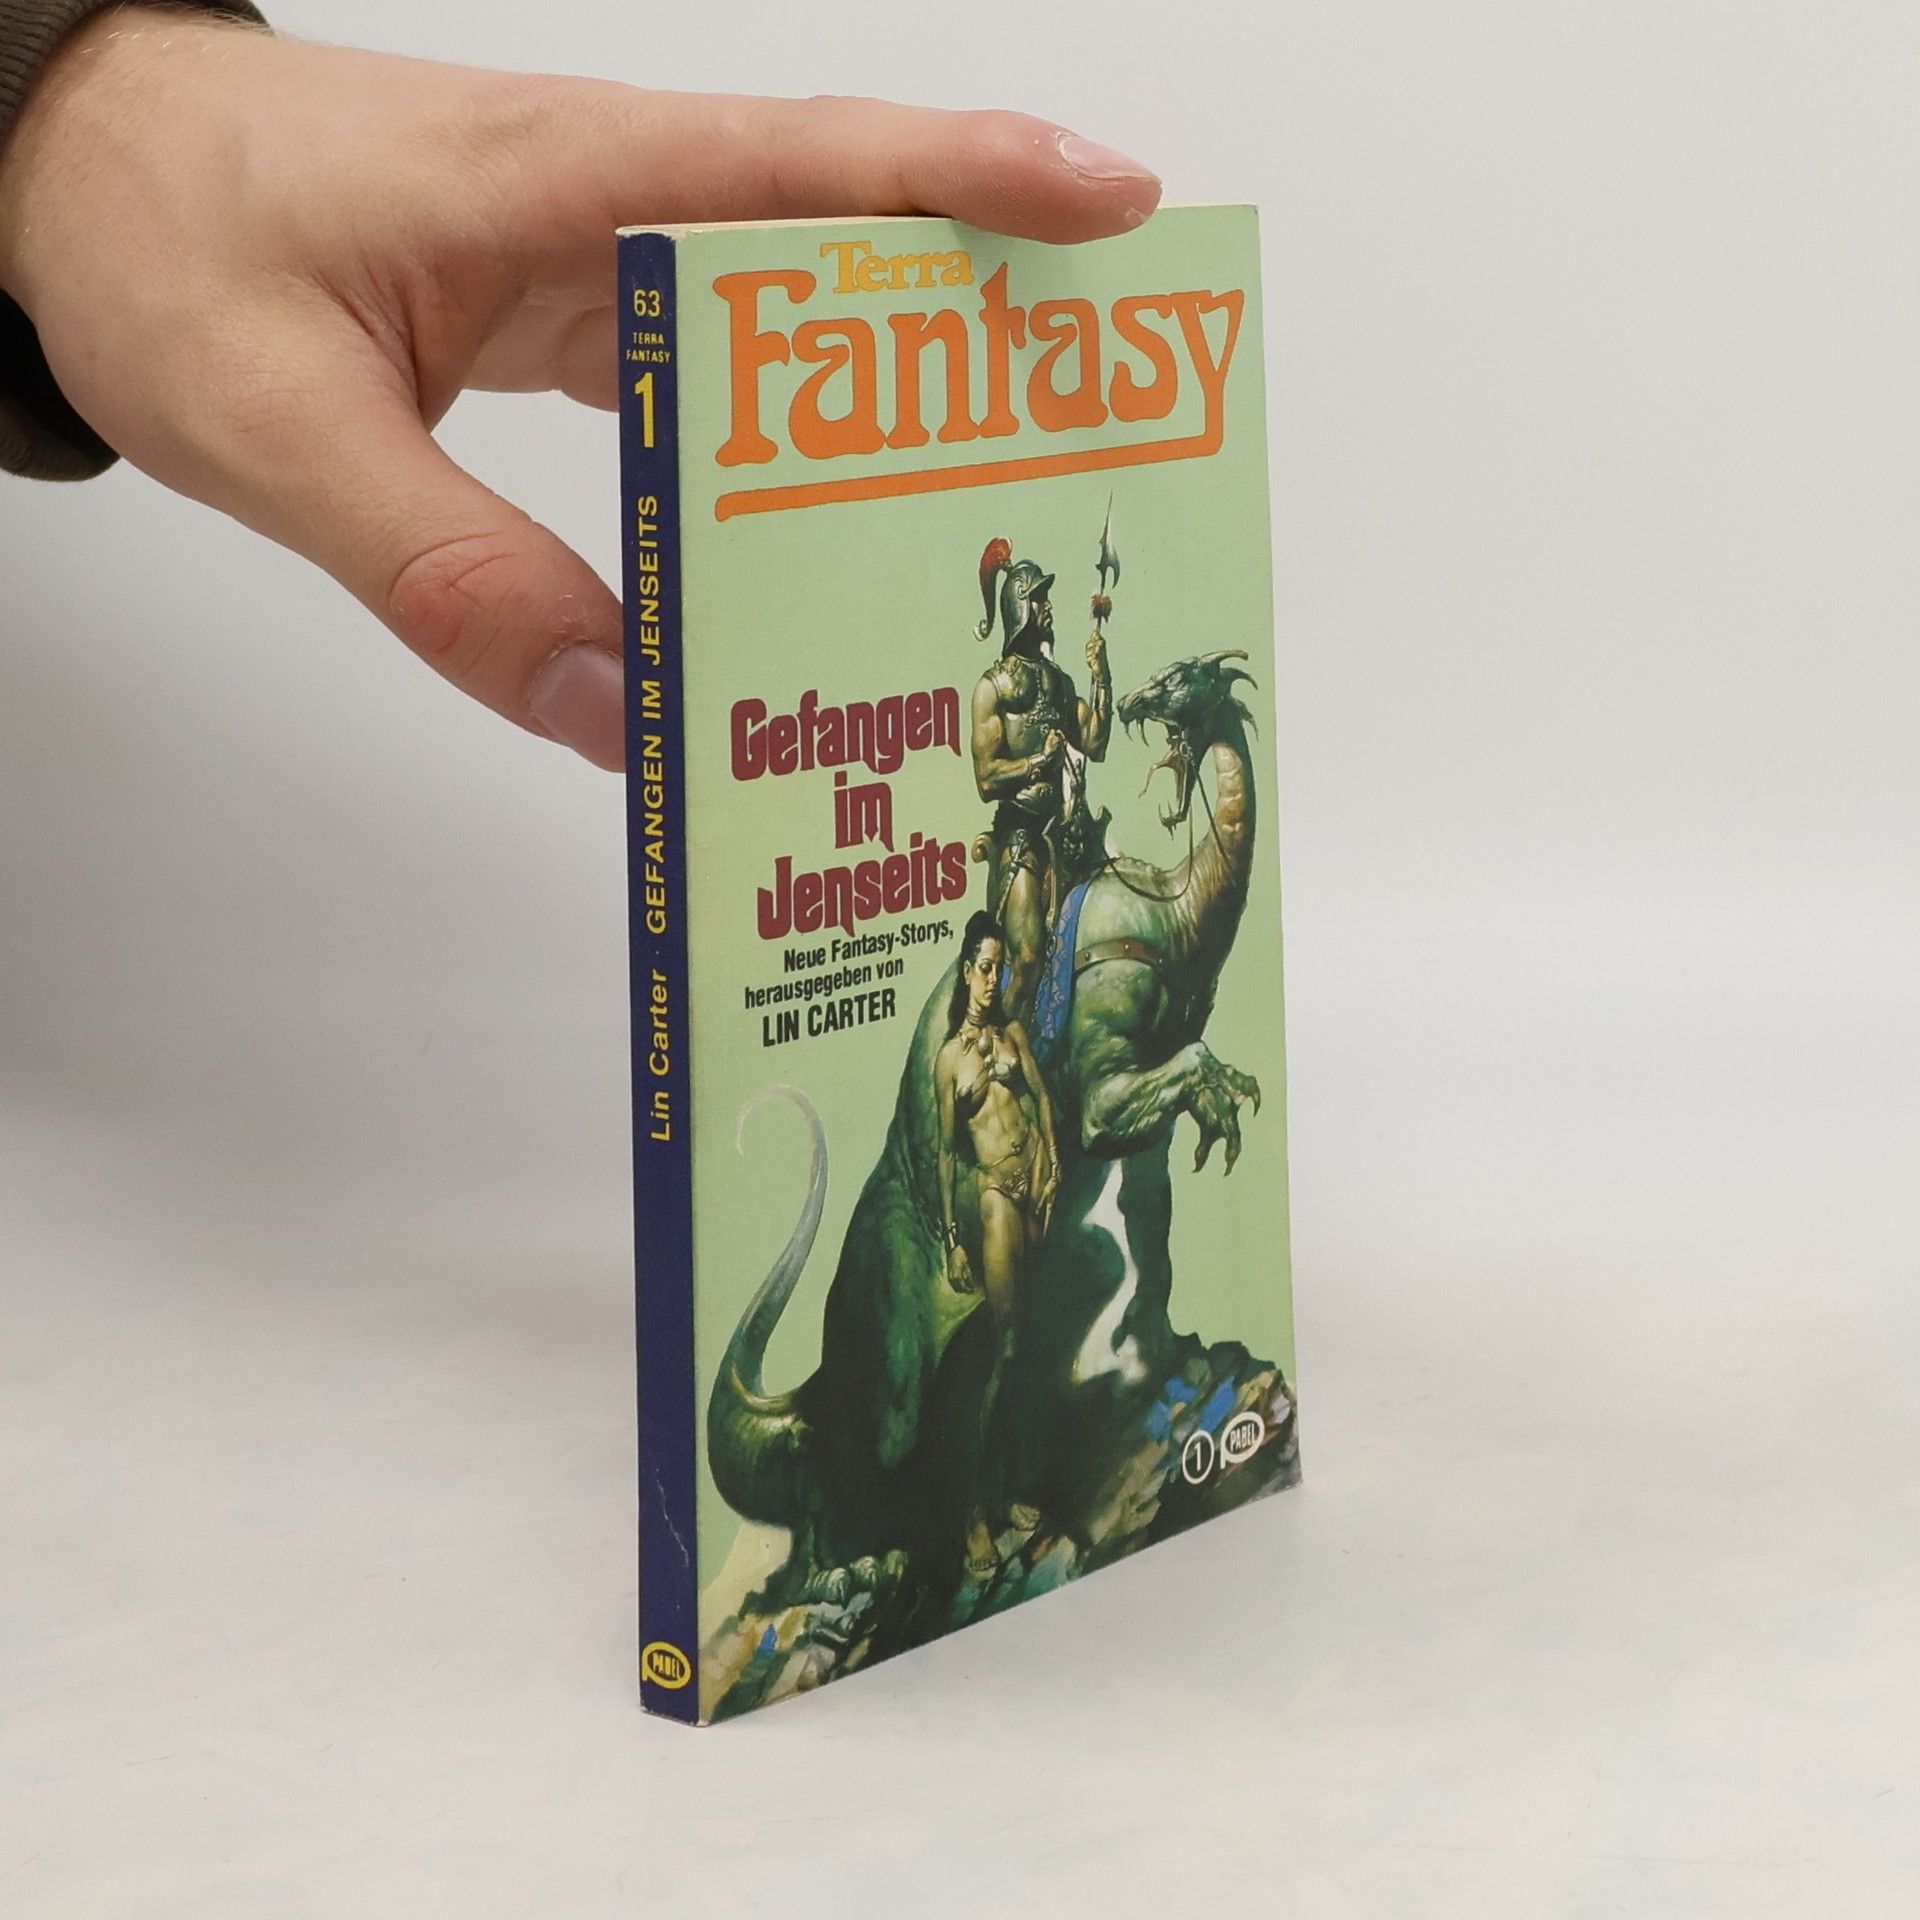 63
TERRA
FANTASY
1
Lin Carter · GEFANGEN IM JENSEITS
PABEL
Terra
Fantasy
Gefangen
im
Jenseits
Neue Fantasy-Storys,
herausgegeben von
LIN CARTER
1 PABEL